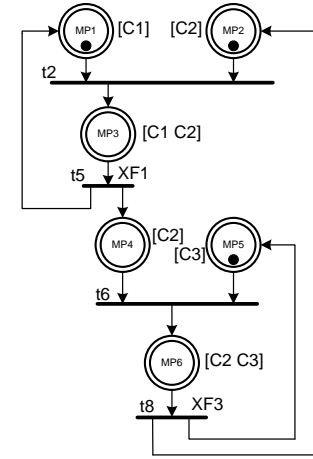 MP1 [C1] [C2] MP2
t2
MP3 [C1 C2]
t5 XF1
MP4 [C2] MP5
[C3]
t6
MP6 [C2 C3]
t8 XF3